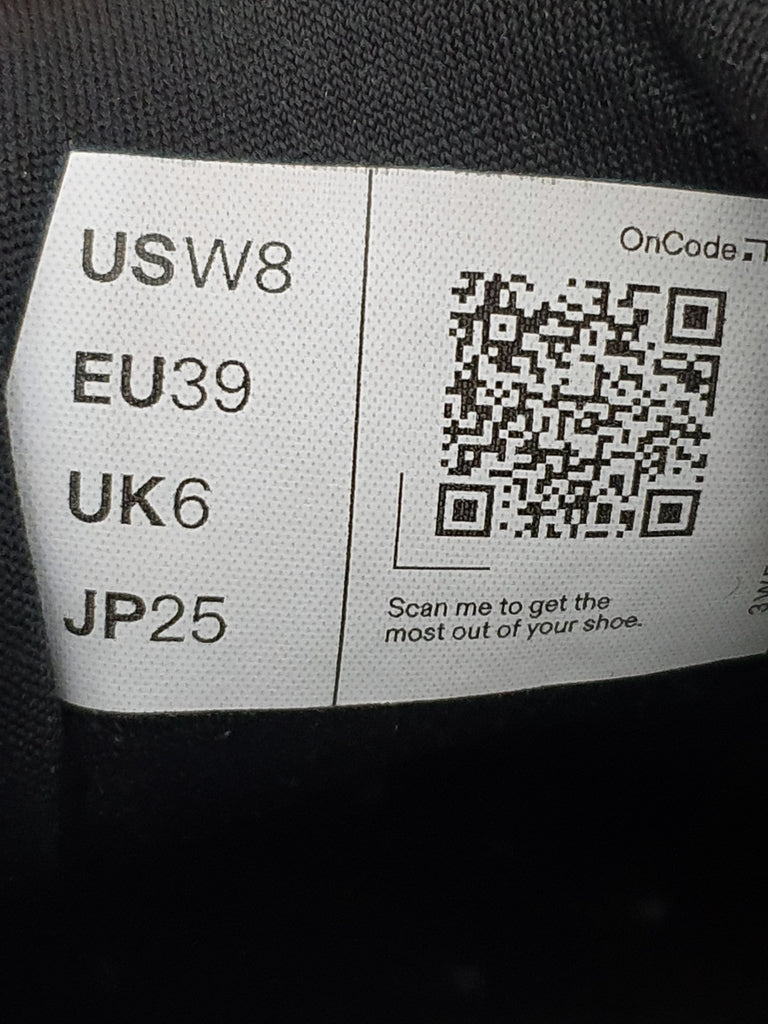 USW8
EU39
UK6
JP25
OnCode
Scan me to get the
most out of your shoe.